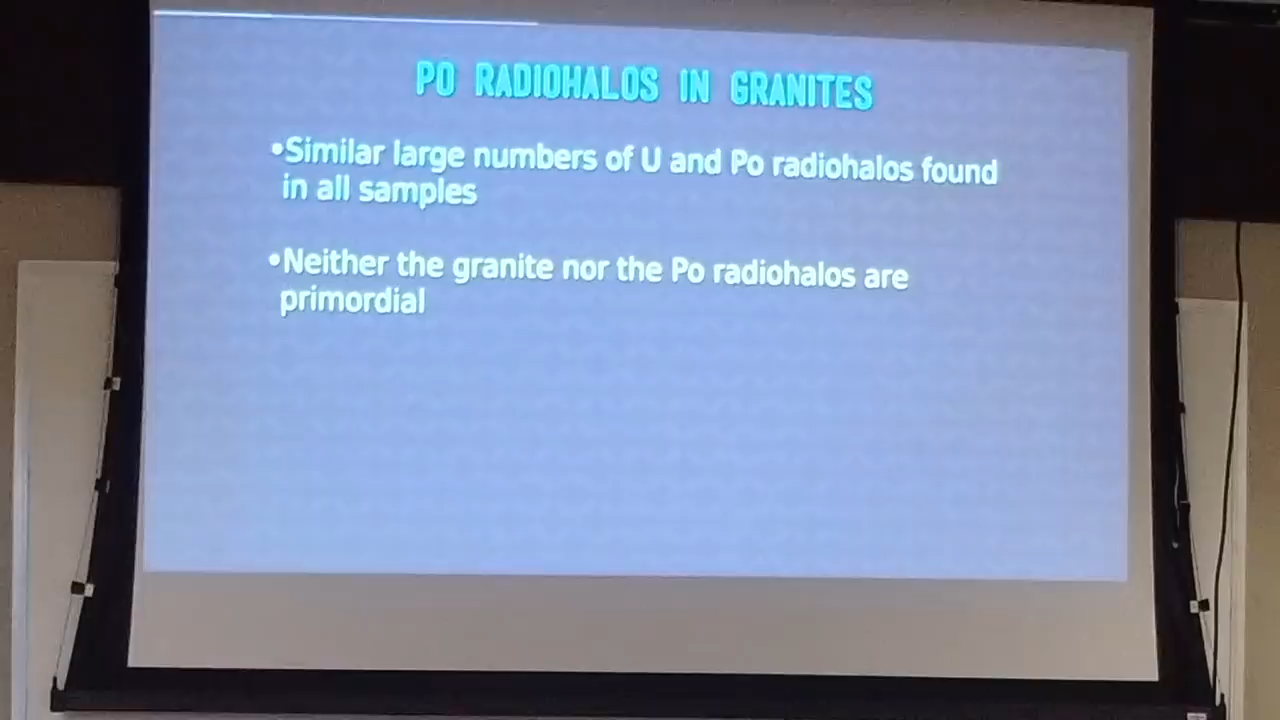 PO RADIOHALOS IN GRANITES
•Similar large numbers of U and Po radiohalos found
in all samples
•Neither the granite nor the Po radiohalos are
primordial